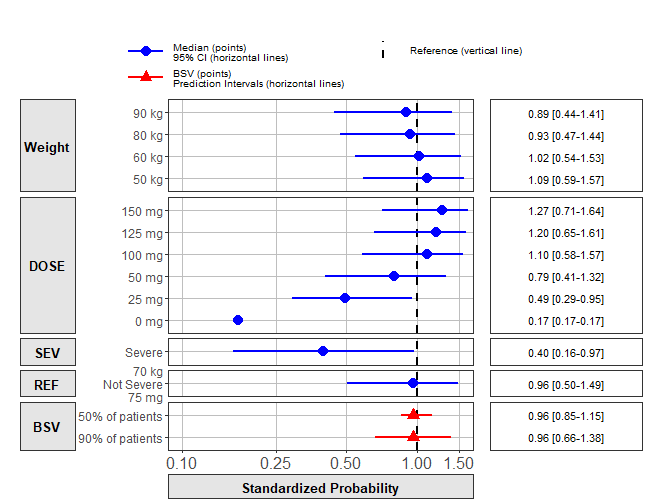 Median (points)
95% CI (horizontal lines)
Reference (vertical line)
BSV (points)
Prediction Intervals (horizontal lines)
Weight
90 kg
0.89 [0.44-1.41]
80 kg
0.93 [0.47-1.44]
60 kg
1.02 [0.54-1.53]
50 kg
1.09 [0.59-1.57]
DOSE
150 mg
1.27 [0.71-1.64]
125 mg
1.20 [0.65-1.61]
100 mg
1.10 [0.58-1.57]
50 mg
0.79 [0.41-1.32]
25 mg
0.49 [0.29-0.95]
0 mg
0.17 [0.17-0.17]
SEV
Severe
0.40 [0.16-0.97]
REF
70 kg
Not Severe
75 mg
0.96 [0.50-1.49]
BSV
50% of patients
0.96 [0.85-1.15]
90% of patients
0.96 [0.66-1.38]
0.10 0.25 0.50 1.00 1.50
Standardized Probability